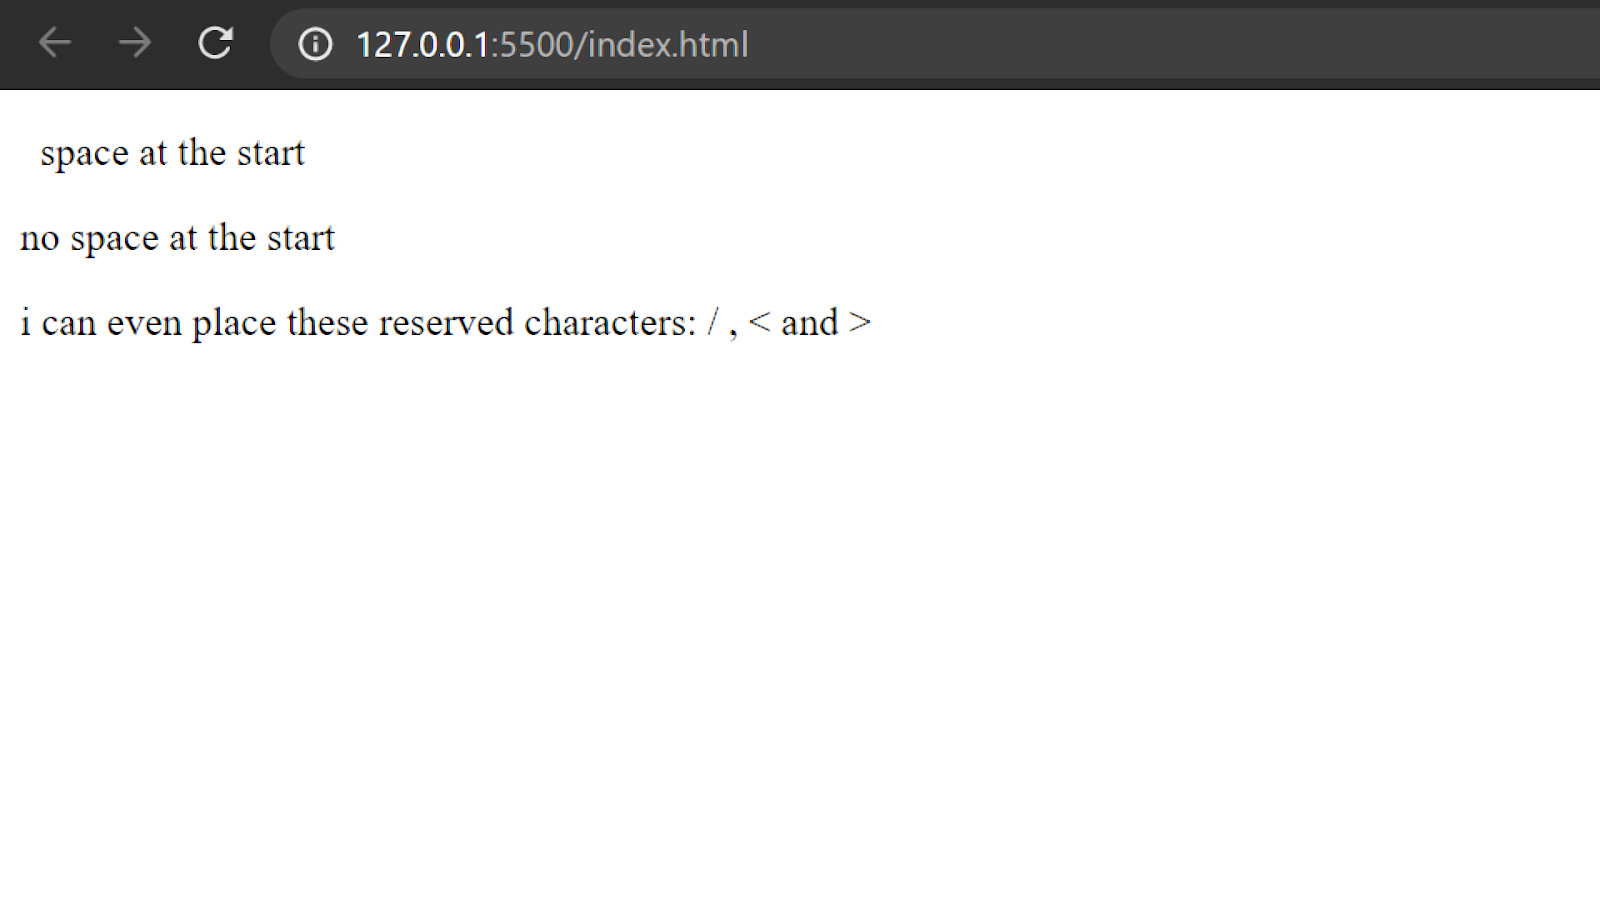 127.0.0.1:5500/index.html
space at the start
no space at the start
i can even place these reserved characters: / , < and >